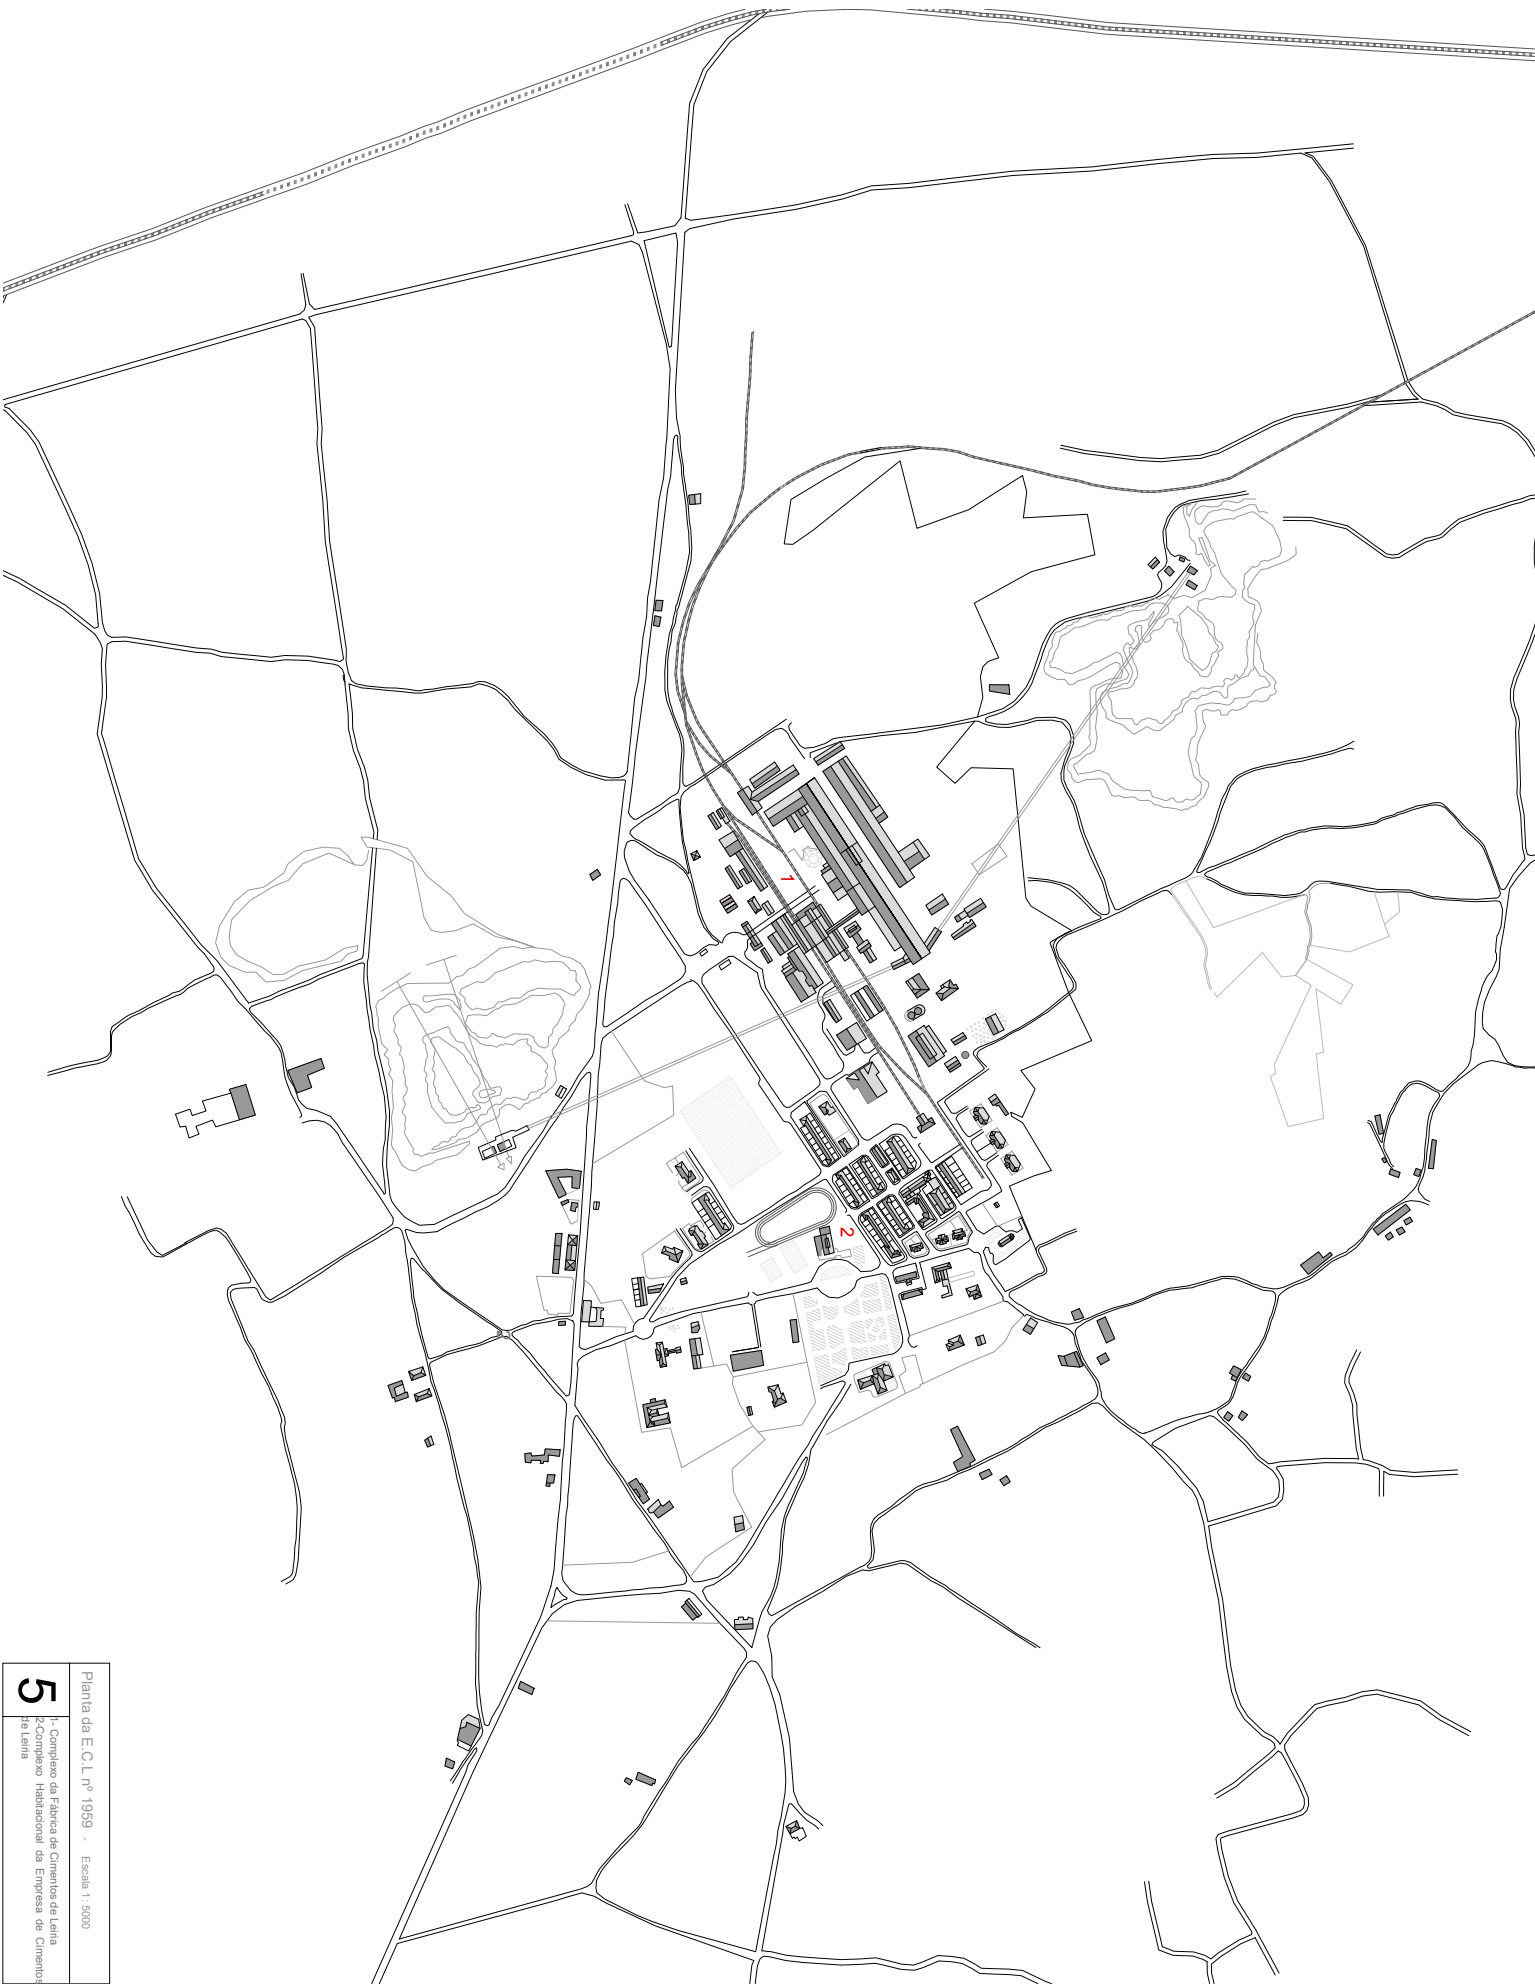 1
2
Planta da E.C.L nº 1959 - Escala 1: 5000
5
1- Complexo da Fábrica de Cimentos de Leiria
2-Complexo Habitacional da Empresa de Cimentos
de Leiria